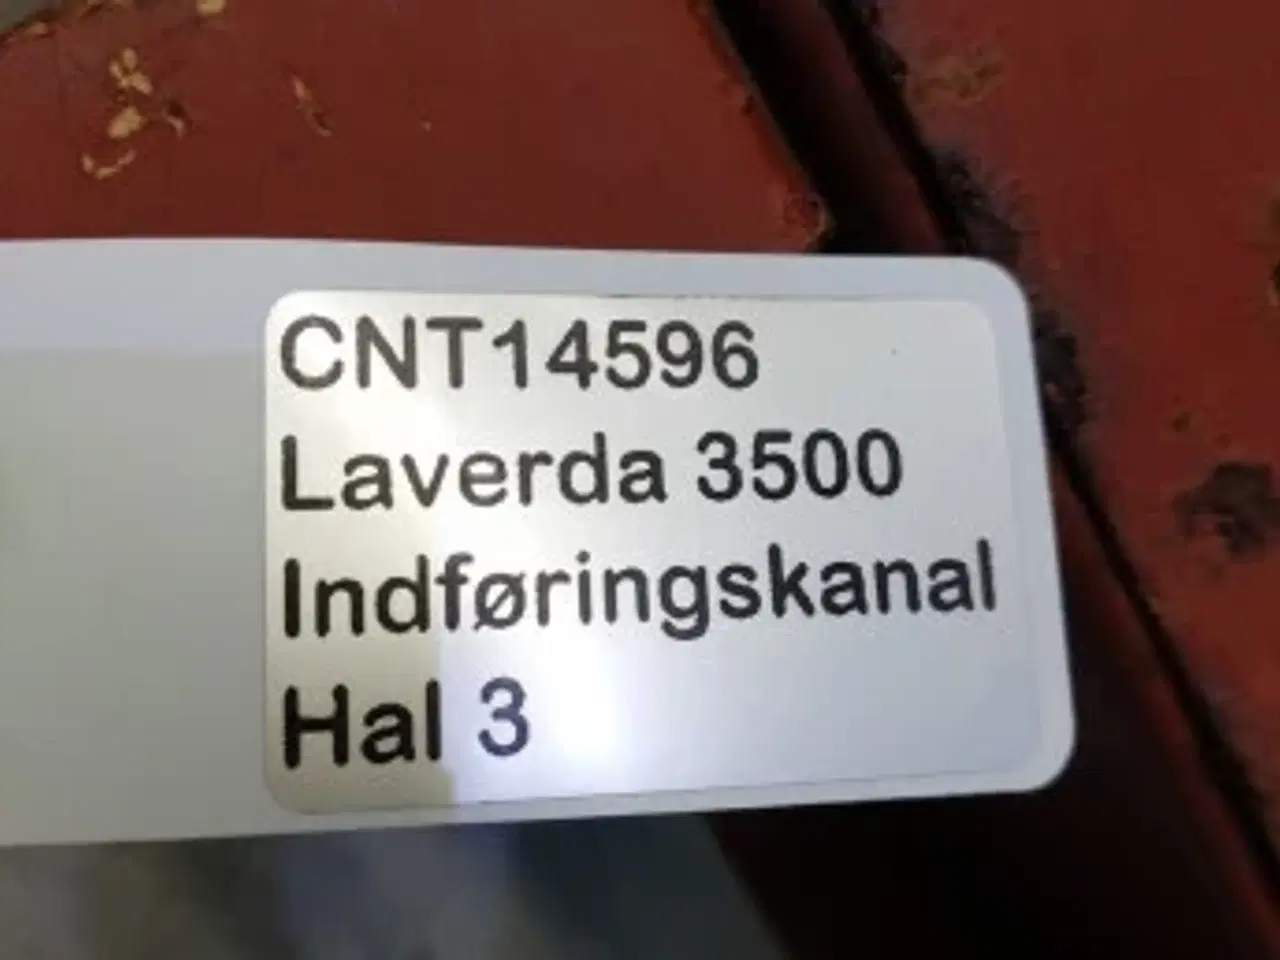 CNT14596
Laverda 3500
Indføringskanal
Hal 3